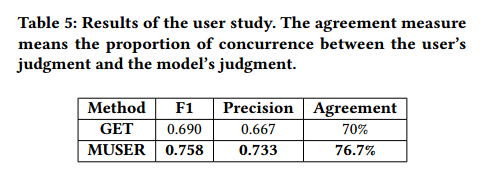 Table 5: Results of the user study. The agreement measure
means the proportion of concurrence between the user's
judgment and the model's judgment.
Method F1 Precision Agreement
GET 0.690 0.667 70%
MUSER 0.758 0.733 76.7%